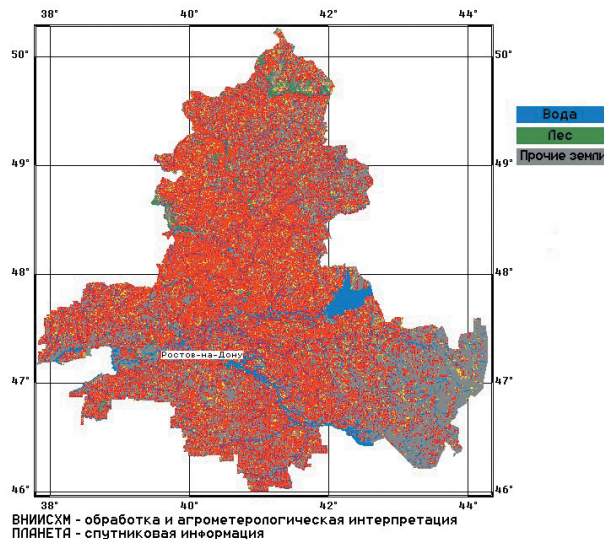 38° 40° 42° 44°
50° 50°
Вода
Лес
Прочие земли
49° 49°
48° 48°
Ростов-на-Дону
47° 47°
46° 46°
38° 40° 42° 44°
ВНИИСХМ - обработка и агрометерологическая интерпретация
ПЛАНЕТА - спутниковая информация